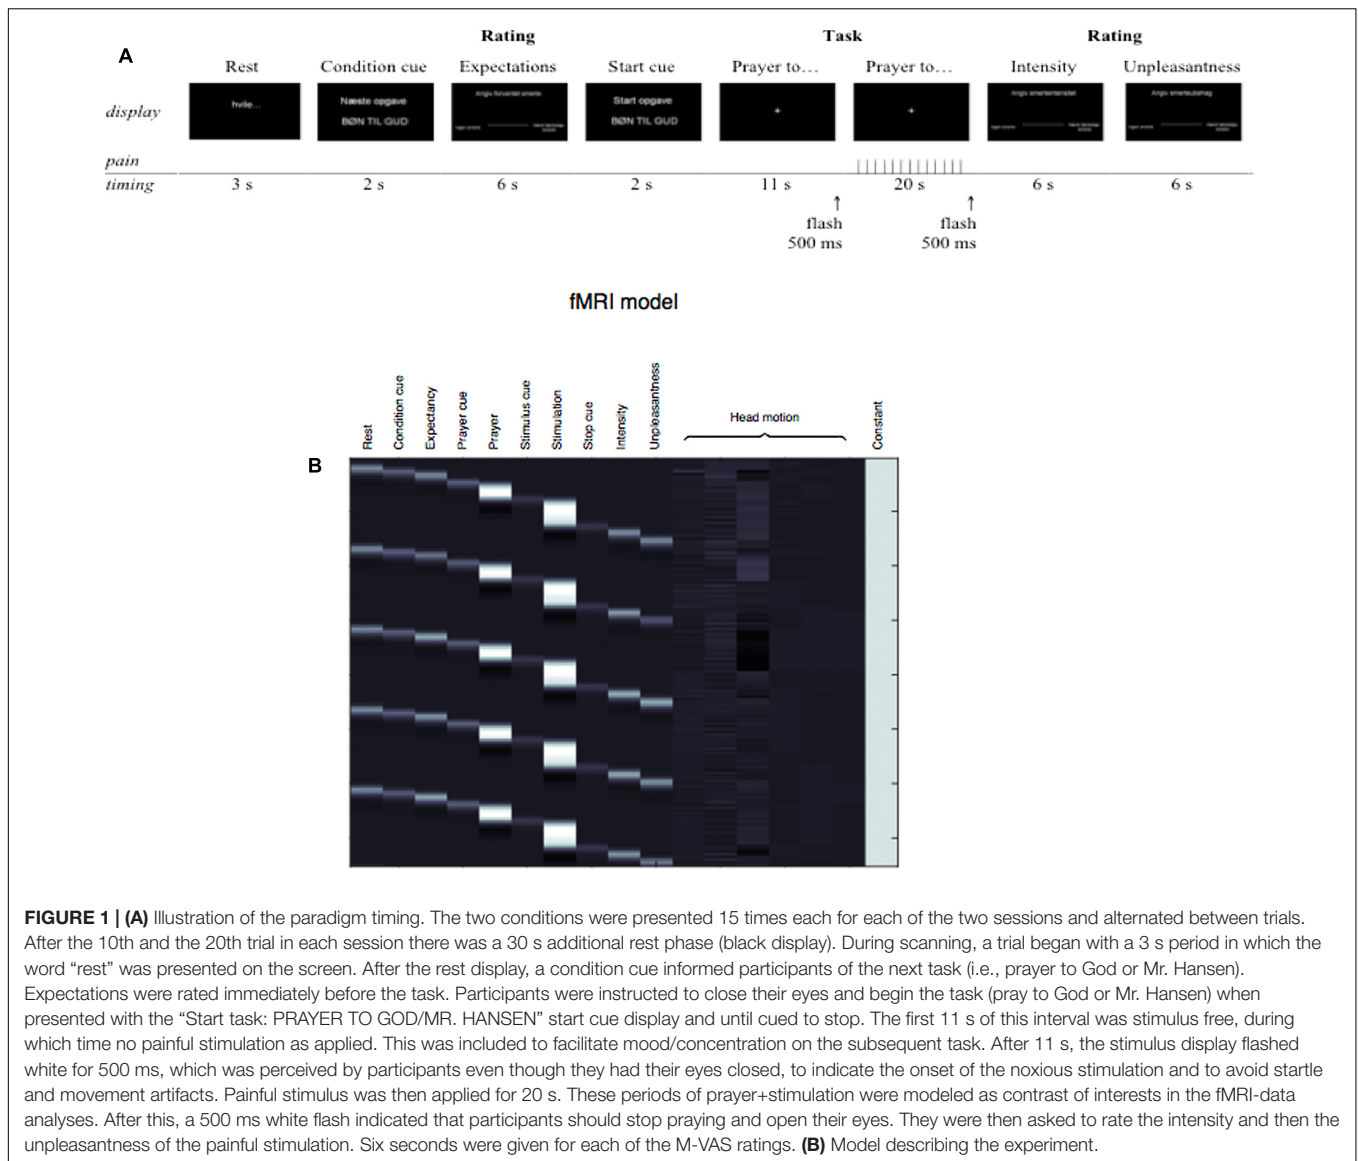 Rating Task Rating
A
Rest Condition cue Expectations Start cue Prayer to... Prayer to... Intensity Unpleasantness
display
hvile...
Næste opgave
BØN TIL GUD
Angiv forventet smerte
Start opgave
BØN TIL GUD
+
+
Angiv smerteintensitet
Angiv smerteubehag
pain
timing 3 s 2 s 6 s 2 s 11 s 20 s 6 s 6 s
flash
500 ms
flash
500 ms
fMRI model
Rest
Condition cue
Expectancy
Prayer cue
Prayer
Stimulus cue
Stimulation
Stop cue
Intensity
Unpleasantness
Head motion
Constant
B
FIGURE 1 | (A) Illustration of the paradigm timing. The two conditions were presented 15 times each for each of the two sessions and alternated between trials.
After the 10th and the 20th trial in each session there was a 30 s additional rest phase (black display). During scanning, a trial began with a 3 s period in which the
word “rest” was presented on the screen. After the rest display, a condition cue informed participants of the next task (i.e., prayer to God or Mr. Hansen).
Expectations were rated immediately before the task. Participants were instructed to close their eyes and begin the task (pray to God or Mr. Hansen) when
presented with the “Start task: PRAYER TO GOD/MR. HANSEN” start cue display and until cued to stop. The first 11 s of this interval was stimulus free, during
which time no painful stimulation as applied. This was included to facilitate mood/concentration on the subsequent task. After 11 s, the stimulus display flashed
white for 500 ms, which was perceived by participants even though they had their eyes closed, to indicate the onset of the noxious stimulation and to avoid startle
and movement artifacts. Painful stimulus was then applied for 20 s. These periods of prayer+stimulation were modeled as contrast of interests in the fMRI-data
analyses. After this, a 500 ms white flash indicated that participants should stop praying and open their eyes. They were then asked to rate the intensity and then the
unpleasantness of the painful stimulation. Six seconds were given for each of the M-VAS ratings. (B) Model describing the experiment.